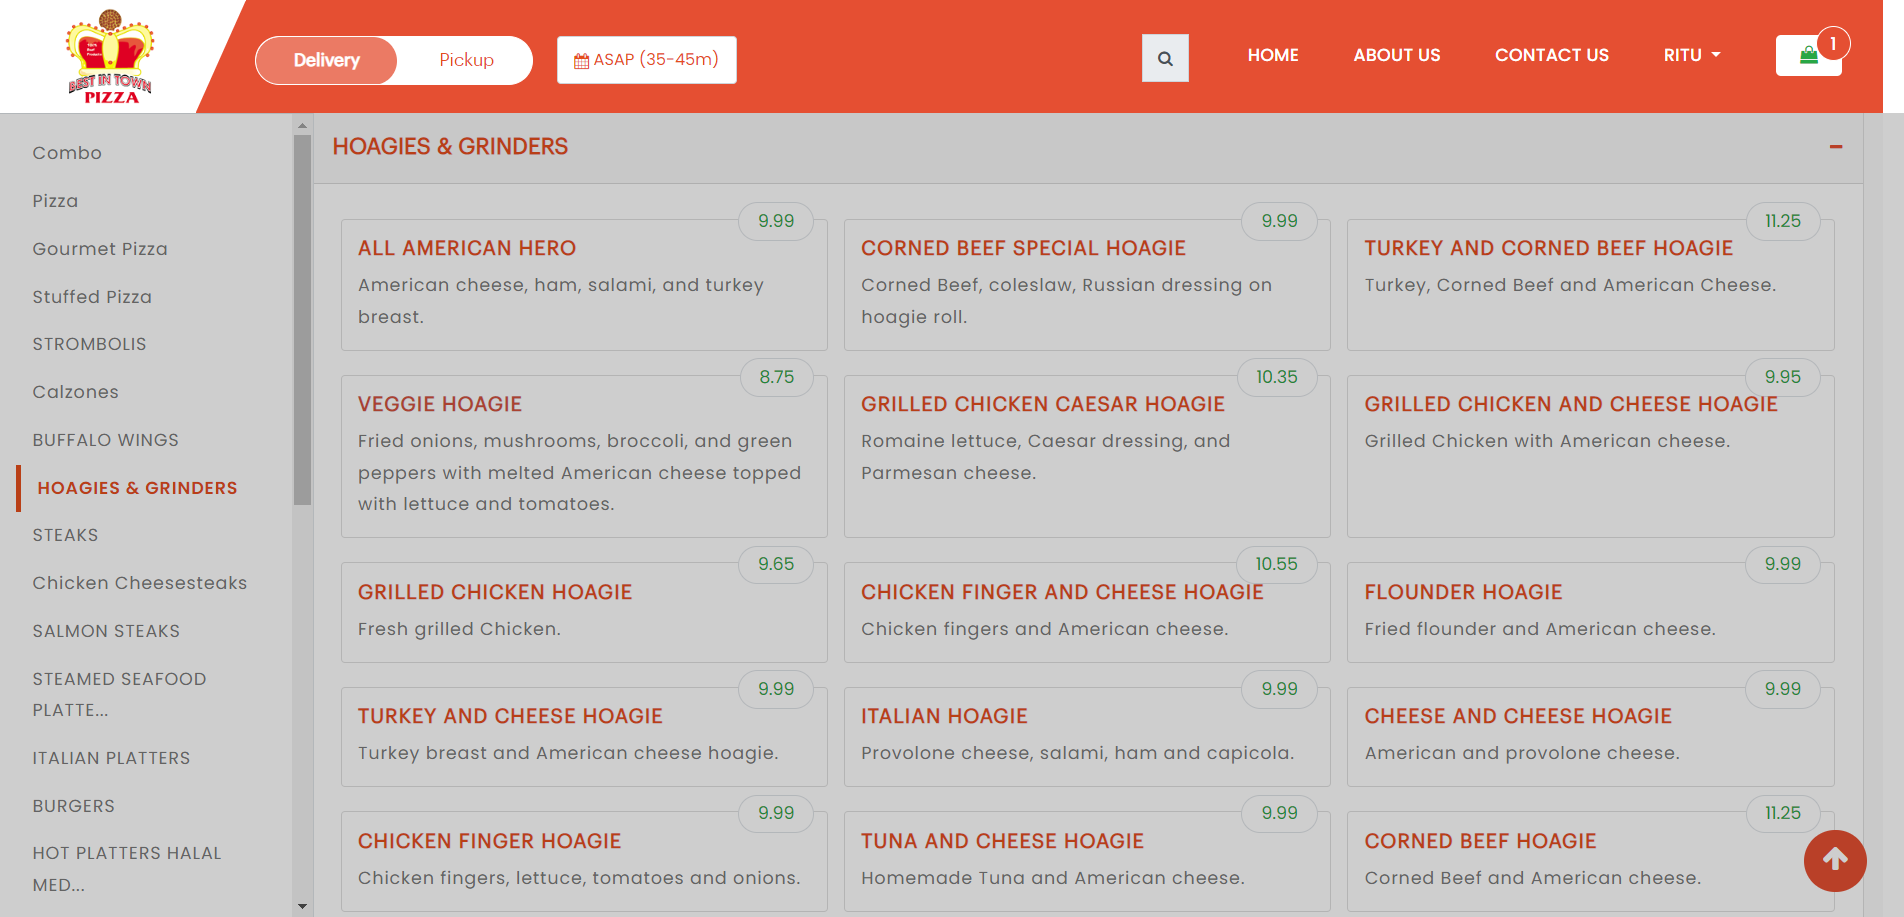 BEST IN TOWN
PIZZA
Delivery
Pickup
ASAP (35-45m)
HOME
ABOUT US
CONTACT US
RITU
1
Combo
Pizza
Gourmet Pizza
Stuffed Pizza
STROMBOLIS
Calzones
BUFFALO WINGS
HOAGIES & GRINDERS
STEAKS
Chicken Cheesesteaks
SALMON STEAKS
STEAMED SEAFOOD
PLATTE...
ITALIAN PLATTERS
BURGERS
HOT PLATTERS HALAL
MED...
HOAGIES & GRINDERS
9.99
ALL AMERICAN HERO
American cheese, ham, salami, and turkey
breast.
9.99
CORNED BEEF SPECIAL HOAGIE
Corned Beef, coleslaw, Russian dressing on
hoagie roll.
11.25
TURKEY AND CORNED BEEF HOAGIE
Turkey, Corned Beef and American Cheese.
8.75
VEGGIE HOAGIE
Fried onions, mushrooms, broccoli, and green
peppers with melted American cheese topped
with lettuce and tomatoes.
10.35
GRILLED CHICKEN CAESAR HOAGIE
Romaine lettuce, Caesar dressing, and
Parmesan cheese.
9.95
GRILLED CHICKEN AND CHEESE HOAGIE
Grilled Chicken with American cheese.
9.65
GRILLED CHICKEN HOAGIE
Fresh grilled Chicken.
10.55
CHICKEN FINGER AND CHEESE HOAGIE
Chicken fingers and American cheese.
9.99
FLOUNDER HOAGIE
Fried flounder and American cheese.
9.99
TURKEY AND CHEESE HOAGIE
Turkey breast and American cheese hoagie.
9.99
ITALIAN HOAGIE
Provolone cheese, salami, ham and capicola.
9.99
CHEESE AND CHEESE HOAGIE
American and provolone cheese.
9.99
CHICKEN FINGER HOAGIE
Chicken fingers, lettuce, tomatoes and onions.
9.99
TUNA AND CHEESE HOAGIE
Homemade Tuna and American cheese.
11.25
CORNED BEEF HOAGIE
Corned Beef and American cheese.